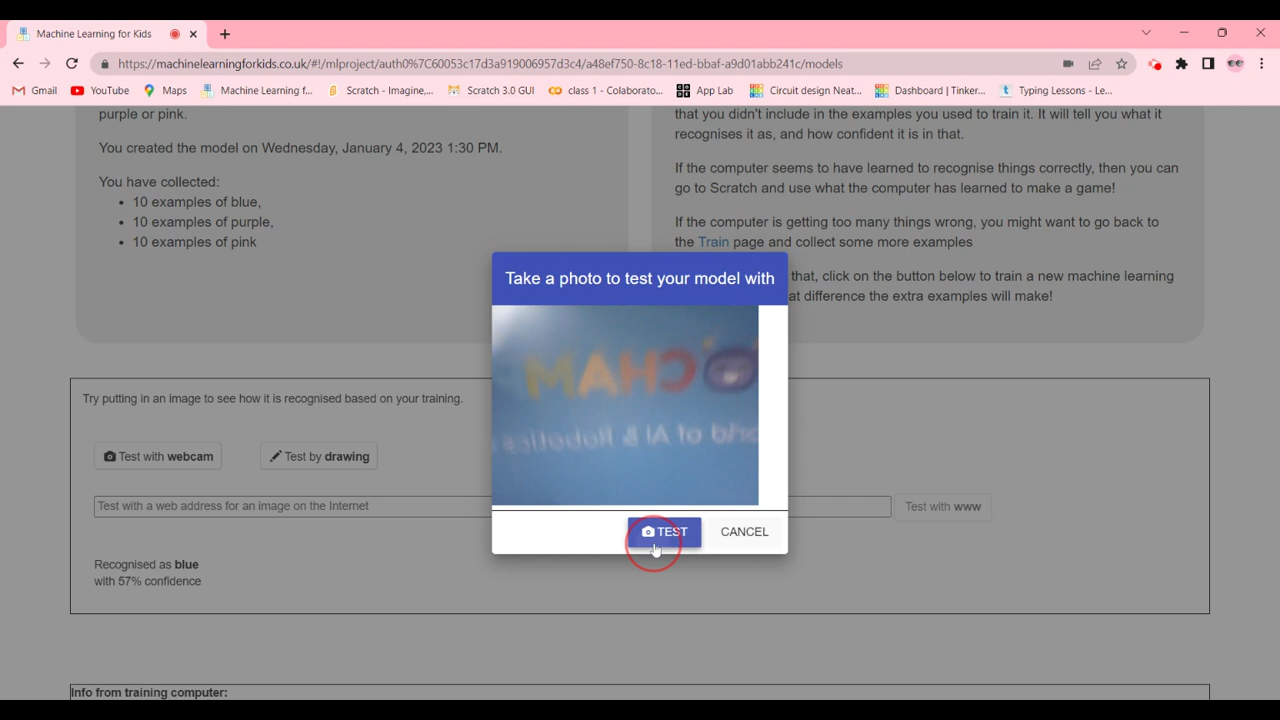 Machine Learning for Kids
https://machinelearningforkids.co.uk/#!/mlproject/auth0%7C60053c17d3a919006957d3c4/a48ef750-8c18-11ed-bbaf-a9d01abb241c/models
Gmail
YouTube
Maps
Machine Learning f...
Scratch - Imagine,...
Scratch 3.0 GUI
class 1 - Colaborato...
App Lab
Circuit design Neat...
Dashboard | Tinker...
Typing Lessons - Le...
purple or pink.
You created the model on Wednesday, January 4, 2023 1:30 PM.
You have collected:
• 10 examples of blue,
• 10 examples of purple,
• 10 examples of pink
that you didn't include in the examples you used to train it. It will tell you what it
recognises it as, and how confident it is in that.
If the computer seems to have learned to recognise things correctly, then you can
go to Scratch and use what the computer has learned to make a game!
If the computer is getting too many things wrong, you might want to go back to
the Train page and collect some more examples
that, click on the button below to train a new machine learning
at difference the extra examples will make!
Take a photo to test your model with
MAHO
TEST
CANCEL
Try putting in an image to see how it is recognised based on your training.
Test with webcam
Test by drawing
Test with a web address for an image on the Internet
Test with www
Recognised as blue
with 57% confidence
Info from training computer: